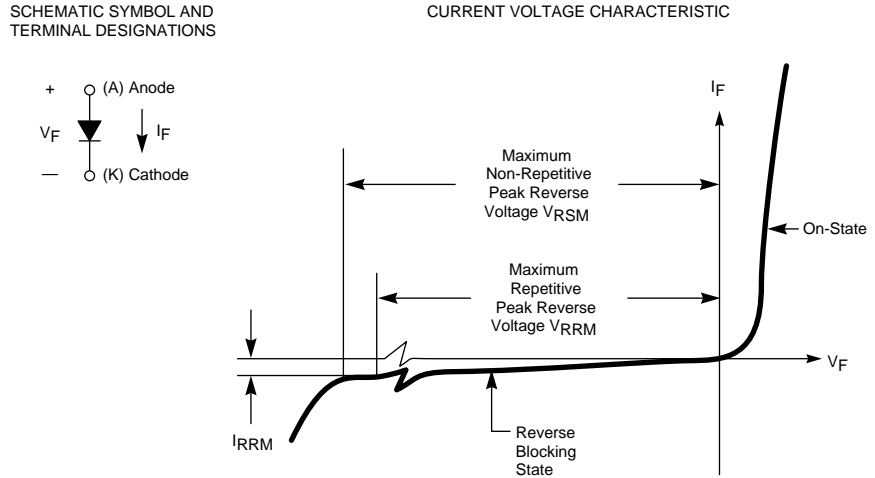 SCHEMATIC SYMBOL AND
TERMINAL DESIGNATIONS
CURRENT VOLTAGE CHARACTERISTIC
+
(A) Anode
VF
IF
—
(K) Cathode
IF
Maximum
Non-Repetitive
Peak Reverse
Voltage VRSM
On-State
Maximum
Repetitive
Peak Reverse
Voltage VRRM
VF
IRRM
Reverse
Blocking
State